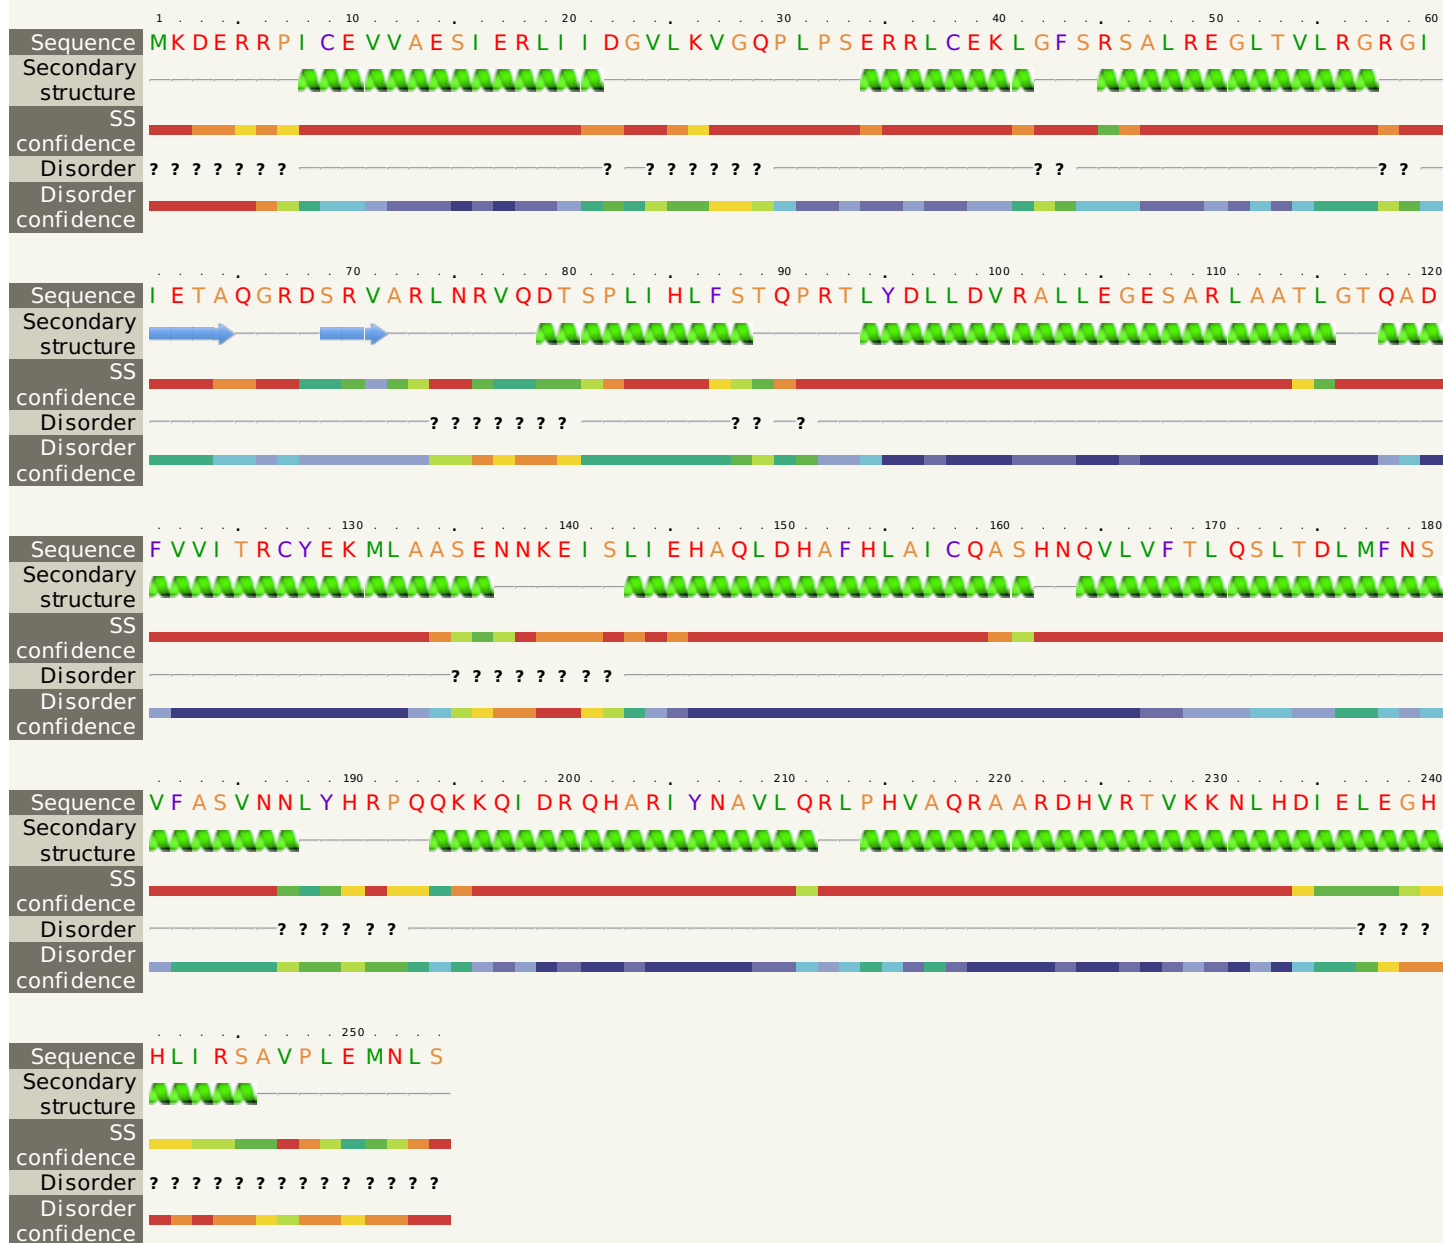 1 10 20 30 40 50 60
Sequence MKDERRPICEVVAESIERLIIDGVLKVGQPLPSERRLCEKLGFSRSALREGLTVLRGRGI
Secondary
structure
SS
confidence
Disorder ? ? ? ? ? ? ? ? ? ? ? ? ? ? ? ? ? ?
Disorder
confidence
70 80 90 100 110 120
Sequence IETAQGRDSRVARLNRVQDTSPLIHLFSTQPRTLYDLLDVRALLEGESARLAATLGTQAD
Secondary
structure
SS
confidence
Disorder ? ? ? ? ? ? ? ? ? ?
Disorder
confidence
130 140 150 160 170 180
Sequence FVVITRCYEKMLAASENNKEISLIEHAQLDHAFHLAICQASHNQVLVFTLQSLTDLMFNS
Secondary
structure
SS
confidence
Disorder ? ? ? ? ? ? ? ?
Disorder
confidence
190 200 210 220 230 240
Sequence VFASVNNLYHRPQQKKQIDRQHARIYNAVLQRLPHVAQRAARDHVRTVKKNLHDIELEGH
Secondary
structure
SS
confidence
Disorder ? ? ? ? ? ? ? ? ? ?
Disorder
confidence
250
Sequence HLIRSAVPLEMNLS
Secondary
structure
SS
confidence
Disorder ? ? ? ? ? ? ? ? ? ? ? ? ? ?
Disorder
confidence